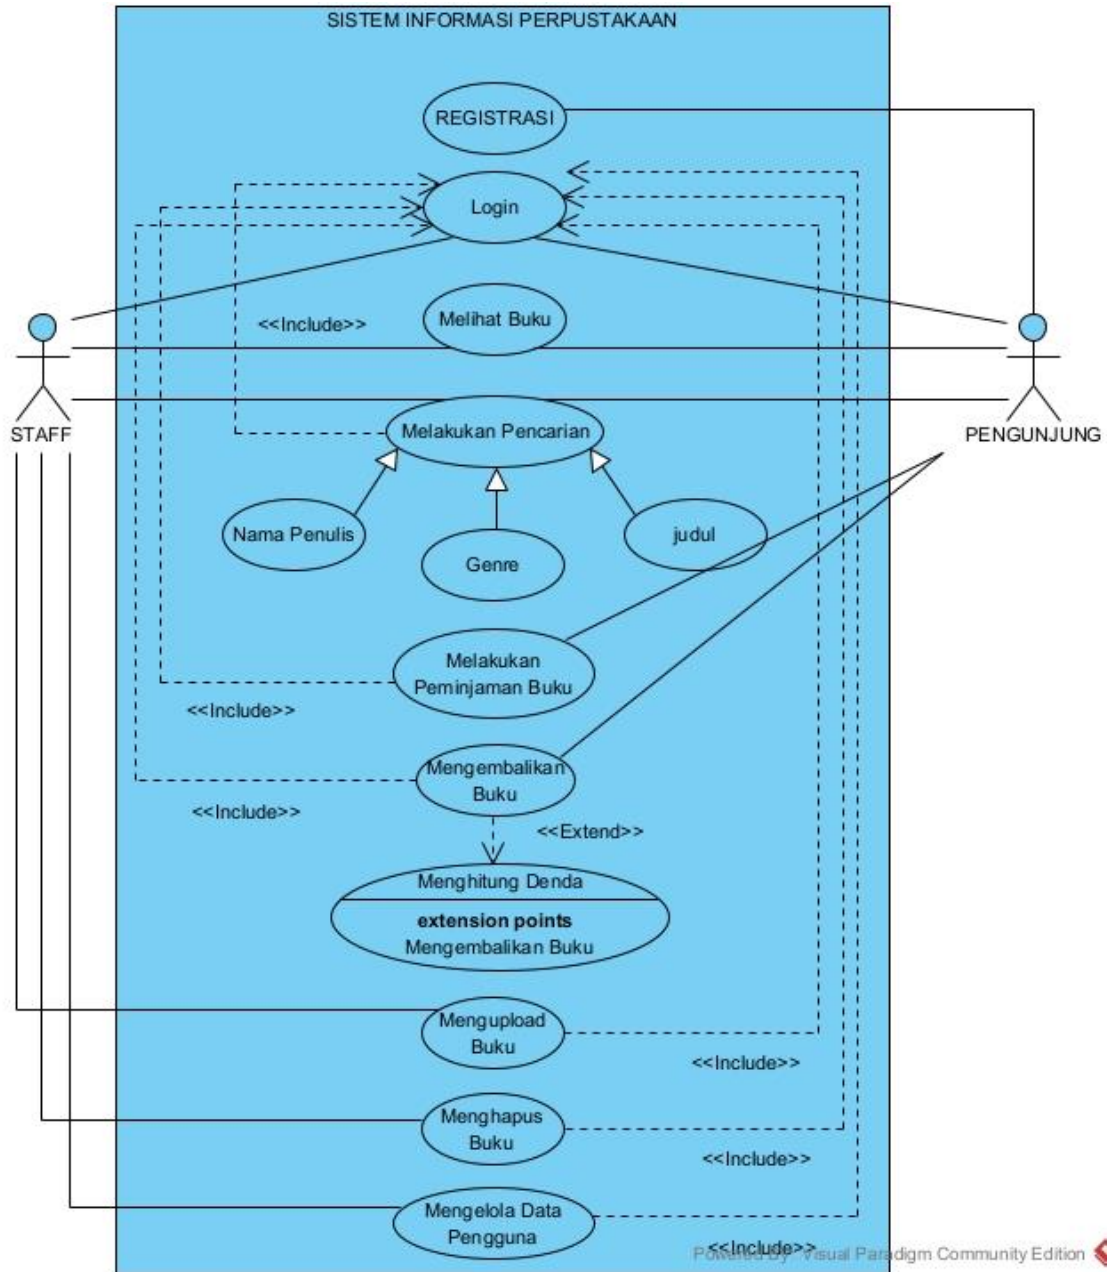 SISTEM INFORMASI PERPUSTAKAAN
REGISTRASI
Login
<<Include>>
Melihat Buku
STAFF
Melakukan Pencarian
PENGUNJUNG
Nama Penulis
Genre
judul
Melakukan
Peminjaman Buku
<<Include>>
Mengembalikan
Buku
<<Include>>
<<Extend>>
Menghitung Denda
extension points
Mengembalikan Buku
Mengupload
Buku
<<Include>>
Menghapus
Buku
<<Include>>
Mengelola Data
Pengguna
<<Include>>
Powered By Visual Paradigm Community Edition